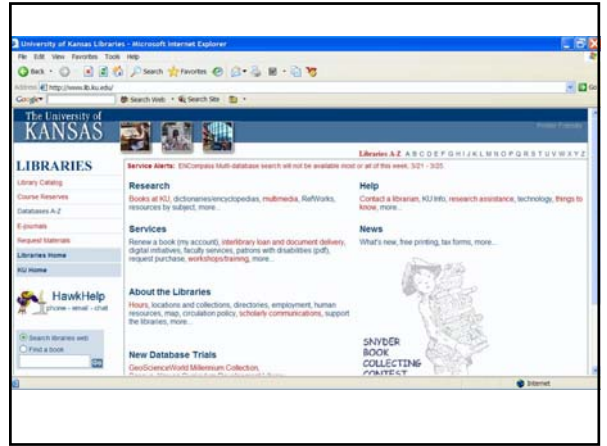 University of Kansas Libraries - Microsoft Internet Explorer
File Edit View Favorites Tools Help
Back Search Favorites
Address http://www.lib.ku.edu/ Go
Google Search Web Search Site
The University of
KANSAS
Printer Friendly
Libraries A-Z A B C D E F G H I J K L M N O P Q R S T U V W X Y Z
LIBRARIES
Service Alerts: ENCompass Multi-database search will not be available most or all of this week, 3/21 - 3/25.
Library Catalog
Course Reserves
Databases A-Z
E-journals
Request Materials
Libraries Home
KU Home
HawkHelp
phone - email - chat
Search libraries web
Find a book
Go
Research
Books at KU, dictionaries/encyclopedias, multimedia, RefWorks,
resources by subject, more...
Services
Renew a book (my account), interlibrary loan and document delivery,
digital initiatives, faculty services, patrons with disabilities (pdf),
request purchase, workshops/training, more...
About the Libraries
Hours, locations and collections, directories, employment, human
resources, map, circulation policy, scholarly communications, support
the libraries, more...
New Database Trials
GeoScienceWorld Millennium Collection,
Help
Contact a librarian, KU Info, research assistance, technology, things to
know, more...
News
What's new, free printing, tax forms, more...
SNYDER
BOOK
COLLECTING
CONTEST
Internet